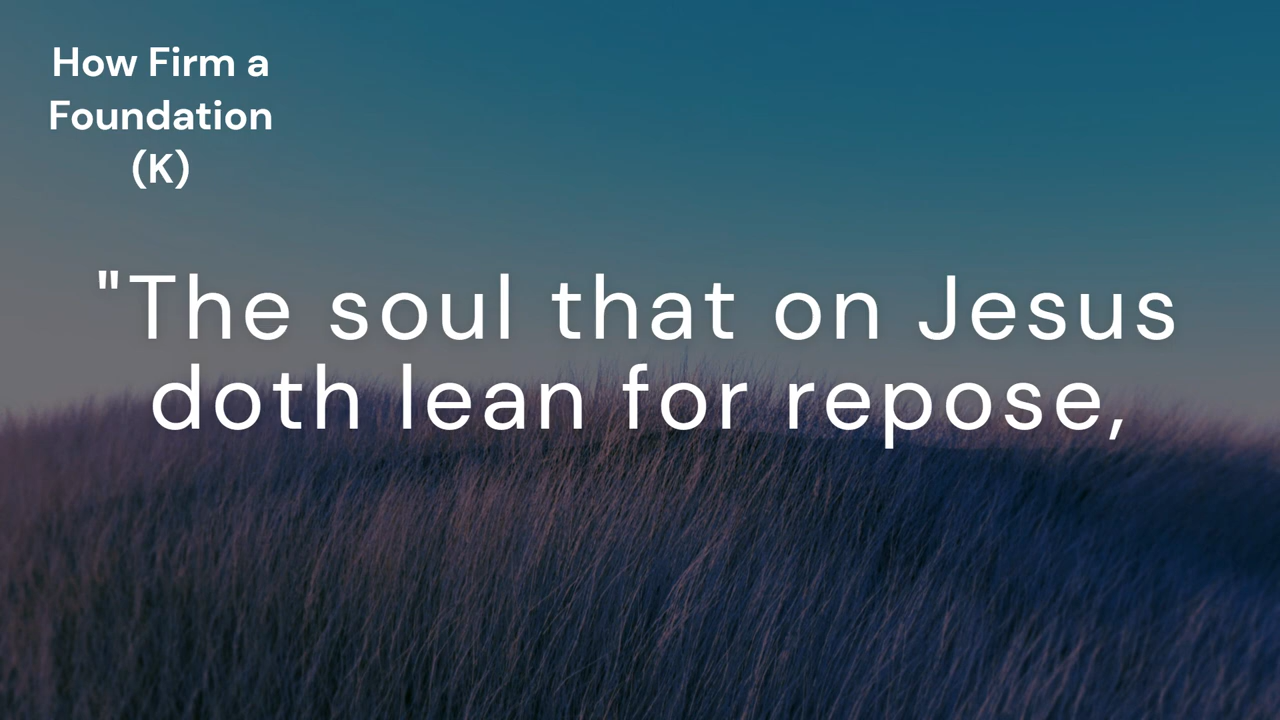 How Firm a
Foundation
(K)
"The soul that on Jesus
doth lean for repose,